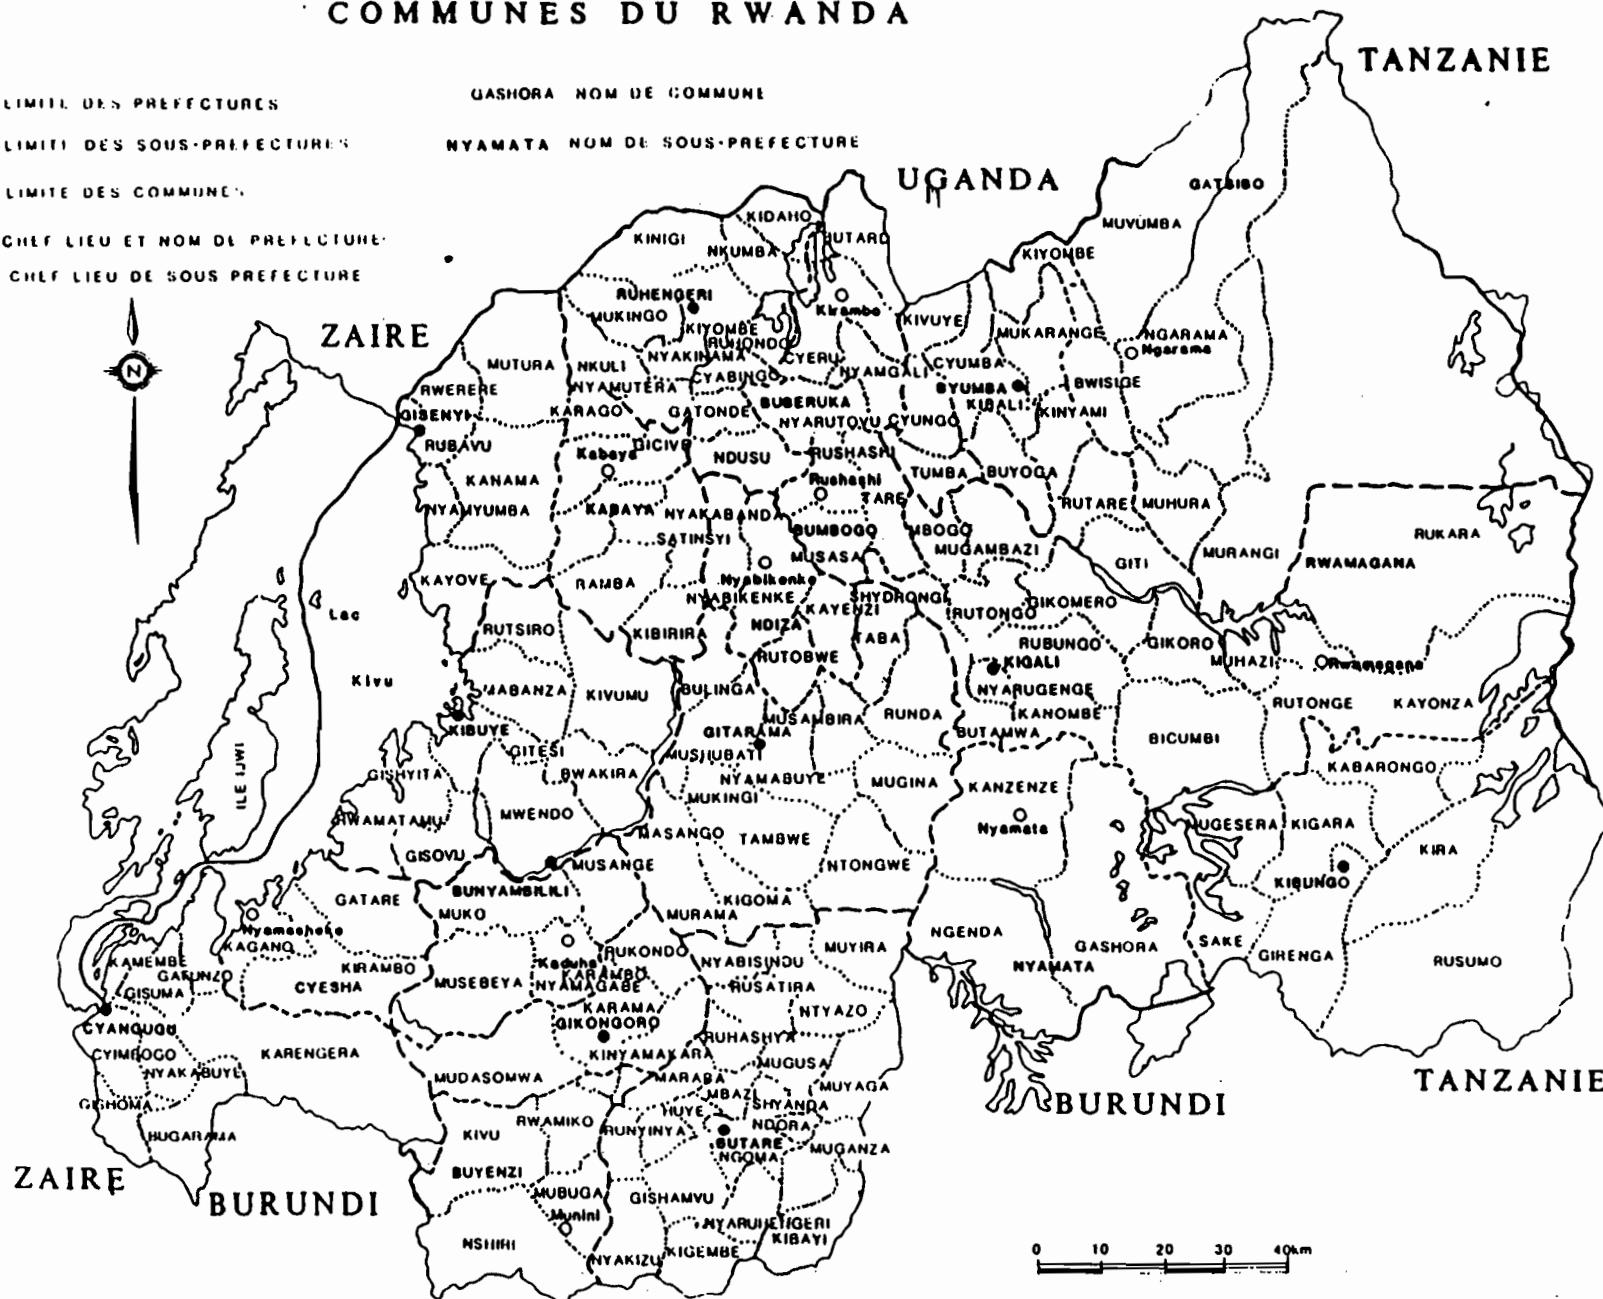 COMMUNES DU RWANDA
TANZANIE
LIMITE DES PREFECTURES
GASHORA NOM DE COMMUNE
LIMITE DES SOUS-PREFECTURES
NYAMATA NOM DE SOUS-PREFECTURE
LIMITE DES COMMUNES
CHEF LIEU ET NOM DE PREFECTURE
CHEF LIEU DE SOUS PREFECTURE
UGANDA
N
ZAIRE
GATSIBO
MUVUMBA
KIDAHO
KINIGI
NKUMBA
BUTARO
KIYOMBE
RUHENGERI
MUKINGO
Kirambo
KIVUYE
KIYOMBE
RUHONDO
MUKARANGE
NGARAMA
Ngarama
MUTURA
NKULI
NYAKINAMA
CYERU
NYAMGALI
CYUMBA
RWERERE
NYAMUTERA
CYABINGO
BYUMBA
BWISIGE
GISENYI
KARAGO
GATONDE
BUBERUKA
KIBALI
KINYAMI
NYARUTOVU
CYUNGO
RUBAVU
Kabaya
GICIVE
NDUSU
RUSHASHI
TUMBA
BUYOGA
KANAMA
Rushashi
TARE
RUTARE
MUHURA
NYAMYUMBA
KABAYA
NYAKABANDA
BUMBOGO
MBOGO
RUKARA
SATINSYI
MUSASA
MUGAMBAZI
GITI
MURANGI
RWAMAGANA
KAYOVE
RAMBA
Nyabikenke
NYABIKENKE
KAYENZI
SHYORONGI
RUTONGO
GIKOMERO
Lac
RUTSIRO
KIBIRIRA
NDIZA
TABA
RUBUNGO
GIKORO
MUHAZI
Rwamagana
RUTOBWE
KIGALI
Kivu
MABANZA
KIVUMU
BULINGA
NYARUGENGE
RUTONGE
KAYONZA
KIBUYE
GITARAMA
MUSAMBIRA
RUNDA
KANOMBE
BUTAMWA
BICUMBI
GITESI
MUSHUBATI
ILE IJWI
GISHYITA
BWAKIRA
NYAMABUYE
MUGINA
KANZENZE
KABARONGO
RWAMATAMU
MWENDO
MUKINGI
Nyamata
MUGESERA
KIGARA
GISOVU
MASANGO
TAMBWE
KIRA
MUSANGE
NTONGWE
KIBUNGO
GATARE
BUNYAMBILILI
KIGOMA
MUKO
MURAMA
Nyamasheke
KAGANO
NGENDA
GASHORA
SAKE
GIRENGA
RUSUMO
KAMEMBE
GAFUNZO
KIRAMBO
Kaduha
RUKONDO
NYABISINDU
MUYIRA
NYAMATA
GISUMA
CYESHA
MUSEBEYA
KARAMBO
NYAMAGABE
RUSATIRA
NTYAZO
CYANGUGU
KARAMA
GIKONGORO
CYIMBOGO
KARENGERA
KINYAMAKARA
RUHASHYA
MUGUSA
NYAKABUYE
MUDASOMWA
MARABA
MUYAGA
TANZANIE
GISHOMA
MBAZI
SHYANDA
BURUNDI
BUGARAMA
KIVU
RWAMIKO
RUNYINYA
HUYE
NDORA
BUTARE
NGOMA
MUGANZA
ZAIRE
BURUNDI
BUYENZI
MUBUGA
GISHAMVU
Munini
NYARUHENGERI
NSHIRI
KIBAYI
NYAKIZU
KIGEMBE
0 10 20 30 40km